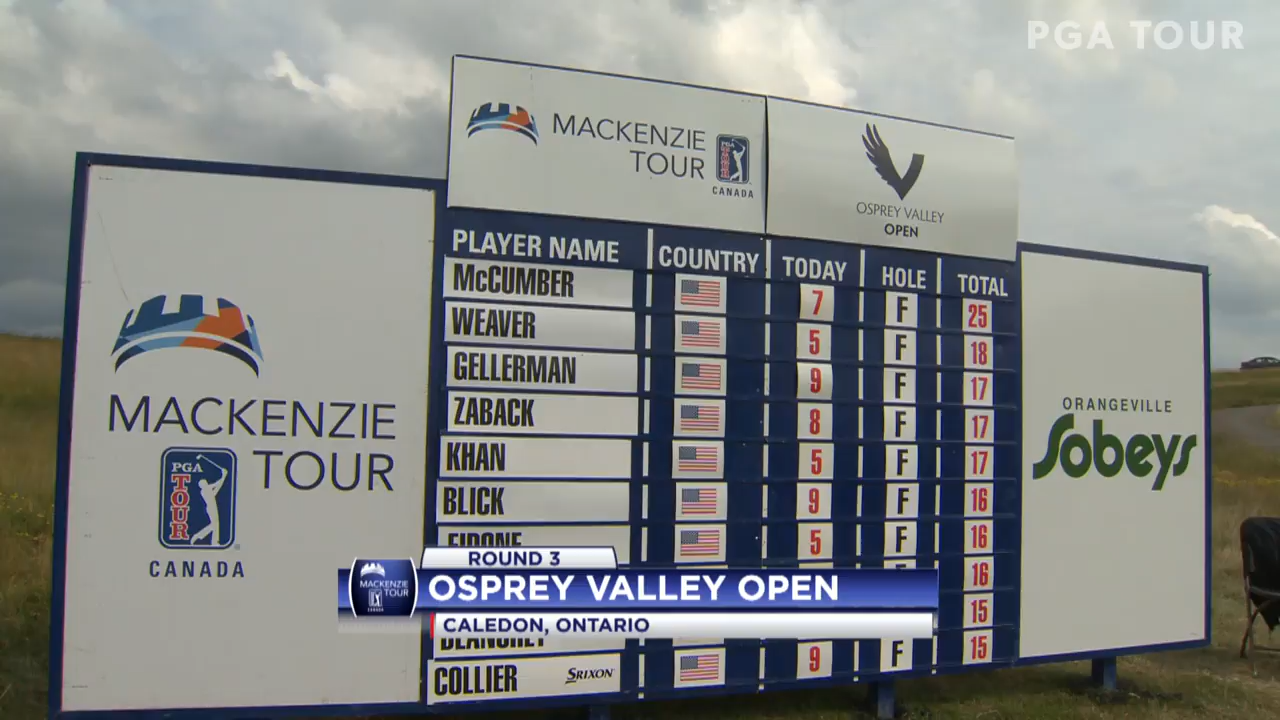 PGA TOUR
MACKENZIE
TOUR
PGA
TOUR
CANADA
OSPREY VALLEY
OPEN
PLAYER NAME COUNTRY TODAY HOLE TOTAL
McCUMBER 7 F 25
WEAVER 5 F 18
GELLERMAN 9 F 17
ZABACK 8 F 17
KHAN 5 F 17
BLICK 9 F 16
5 F 16
16
15
15
COLLIER SRIXON 9 F
MACKENZIE
TOUR
PGA
TOUR
CANADA
ORANGEVILLE
Sobeys
ROUND 3
MACKENZIE
TOUR
CANADA
OSPREY VALLEY OPEN
CALEDON, ONTARIO